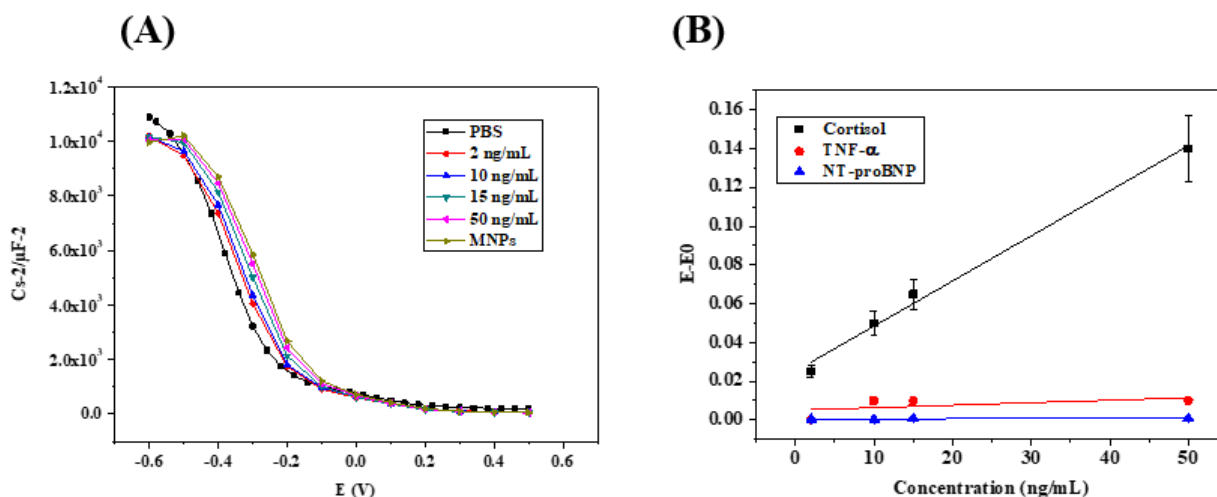 (A)
(B)
1.2x10⁴
1.0x10⁴
8.0x10³
6.0x10³
4.0x10³
2.0x10³
0.0
Cs-2/μF-2
-0.6
-0.4
-0.2
0.0
0.2
0.4
0.6
E (V)
PBS
2 ng/mL
10 ng/mL
15 ng/mL
50 ng/mL
MNPs
0.16
0.14
0.12
0.10
0.08
0.06
0.04
0.02
0.00
E-E0
0
10
20
30
40
50
Concentration (ng/mL)
Cortisol
TNF-α
NT-proBNP